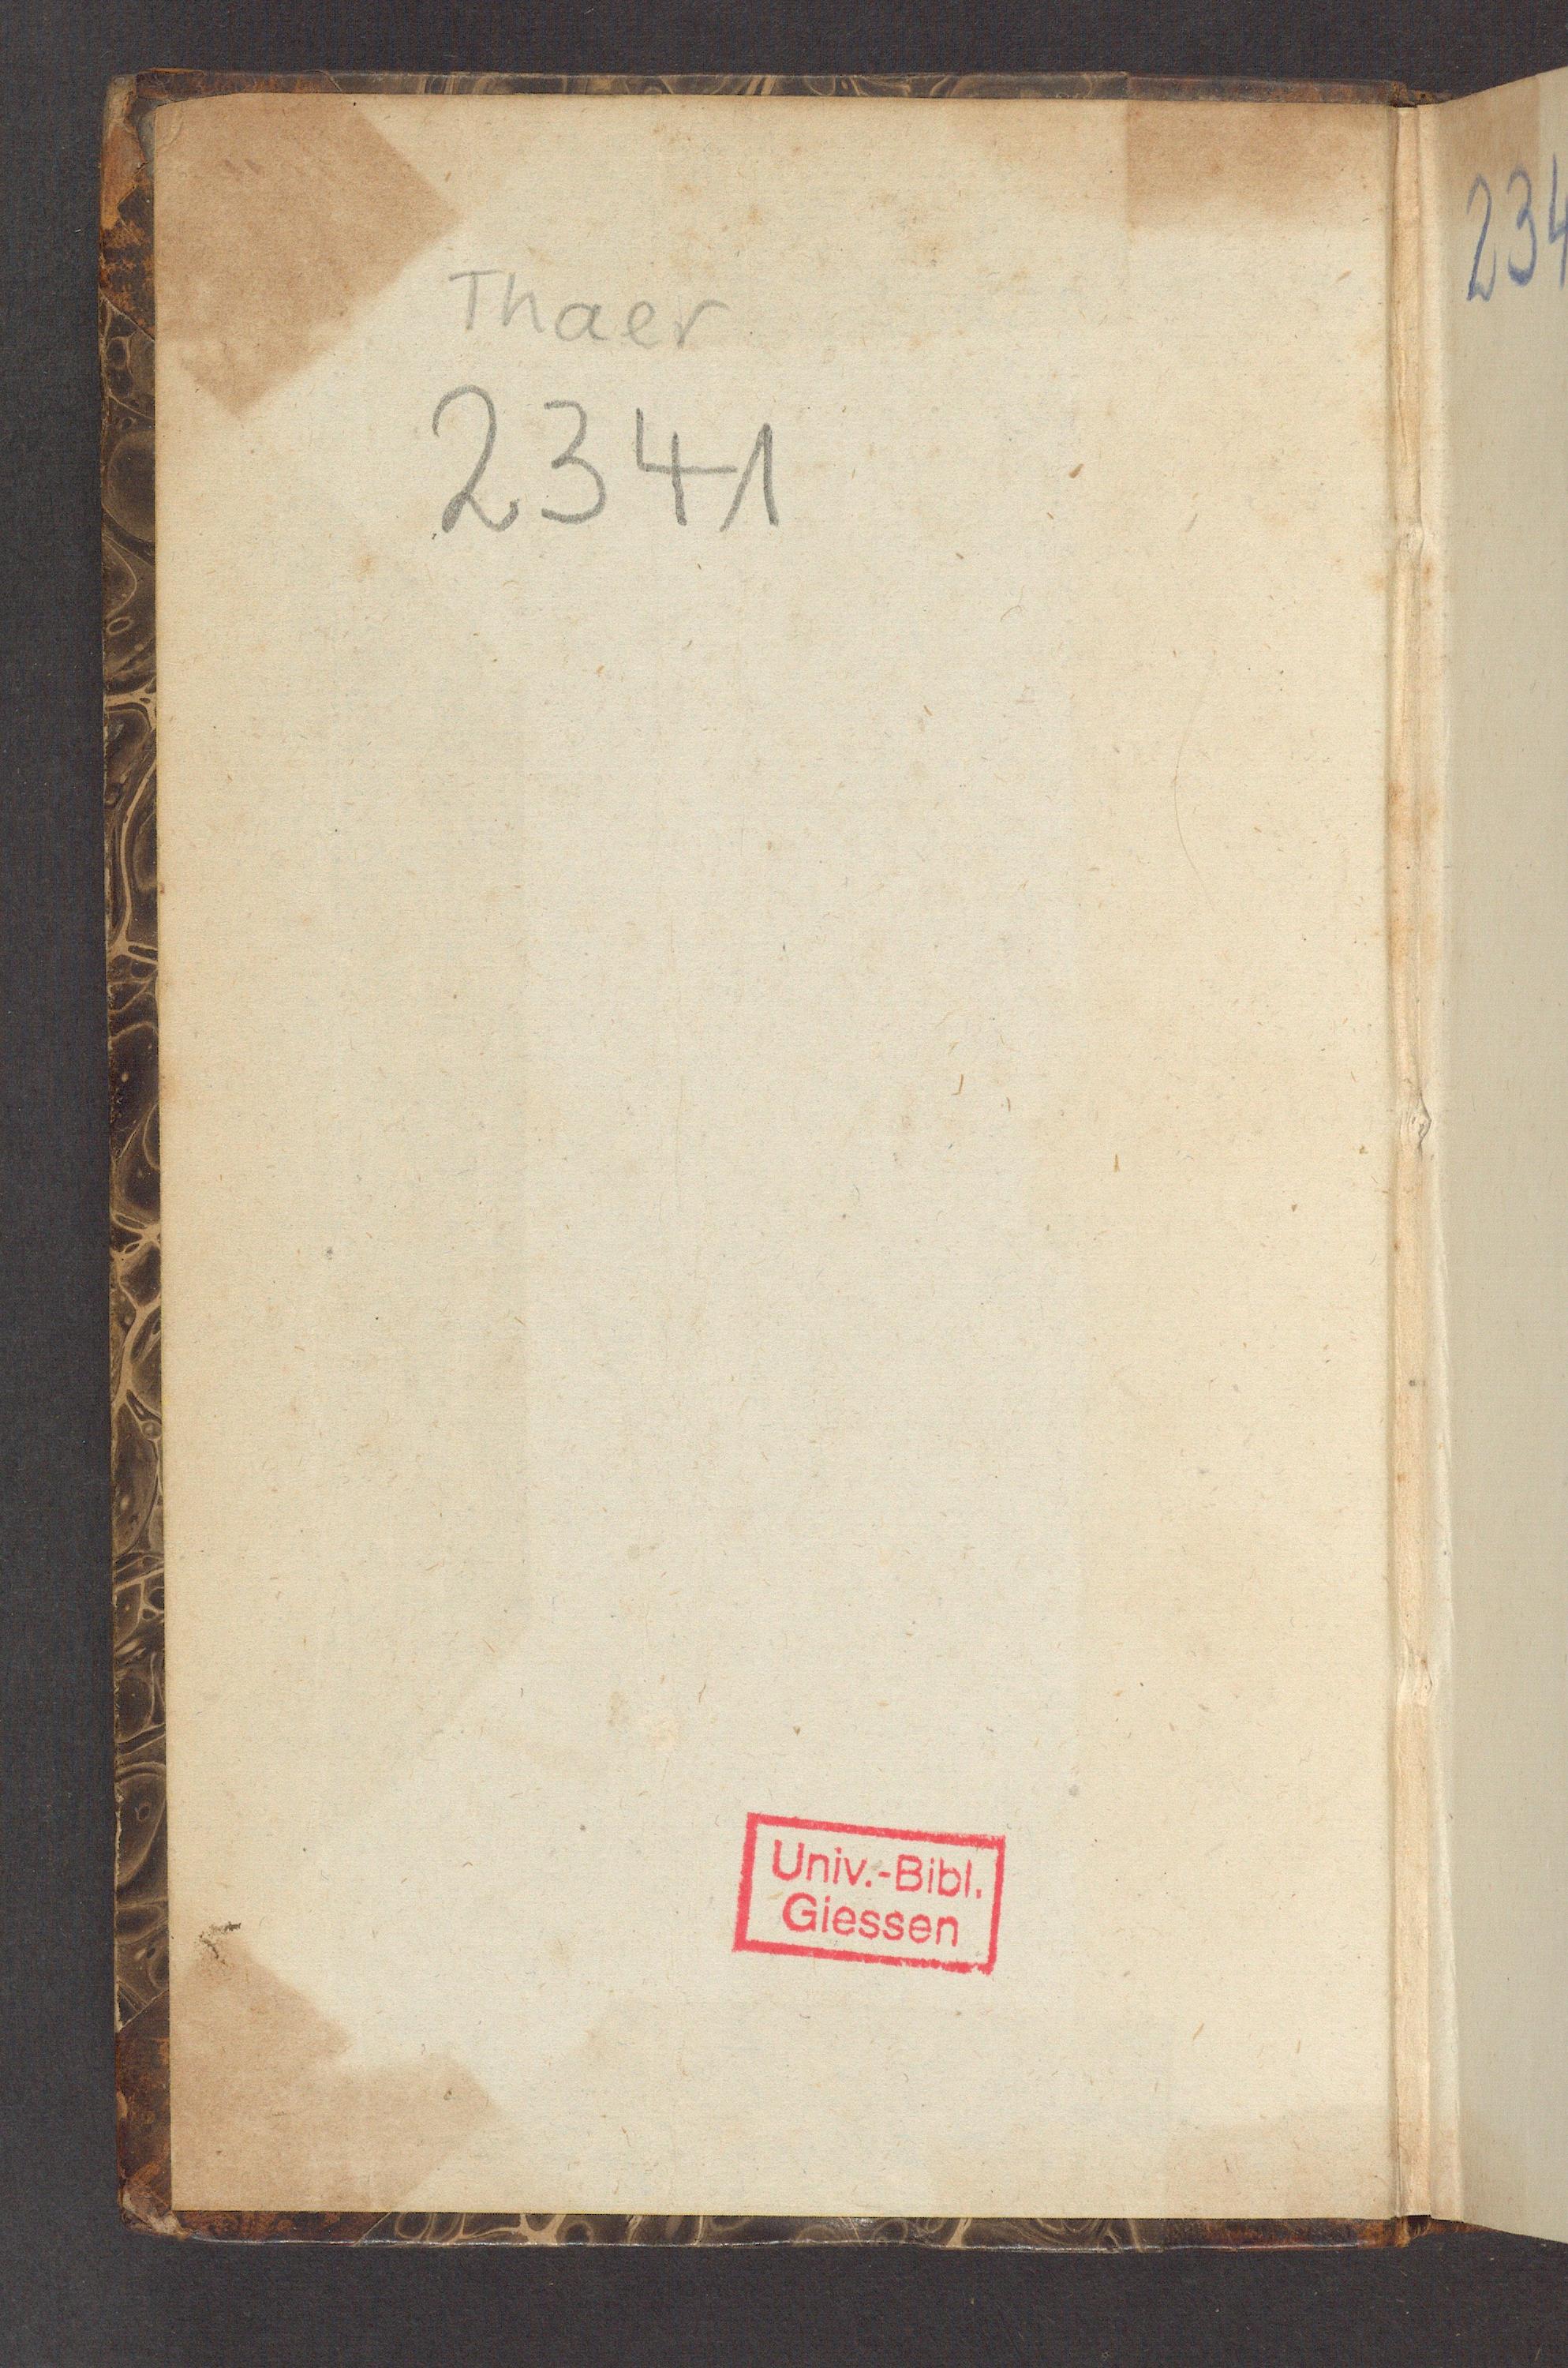 Thaer
2341
Univ.-Bibl.
Giessen
234